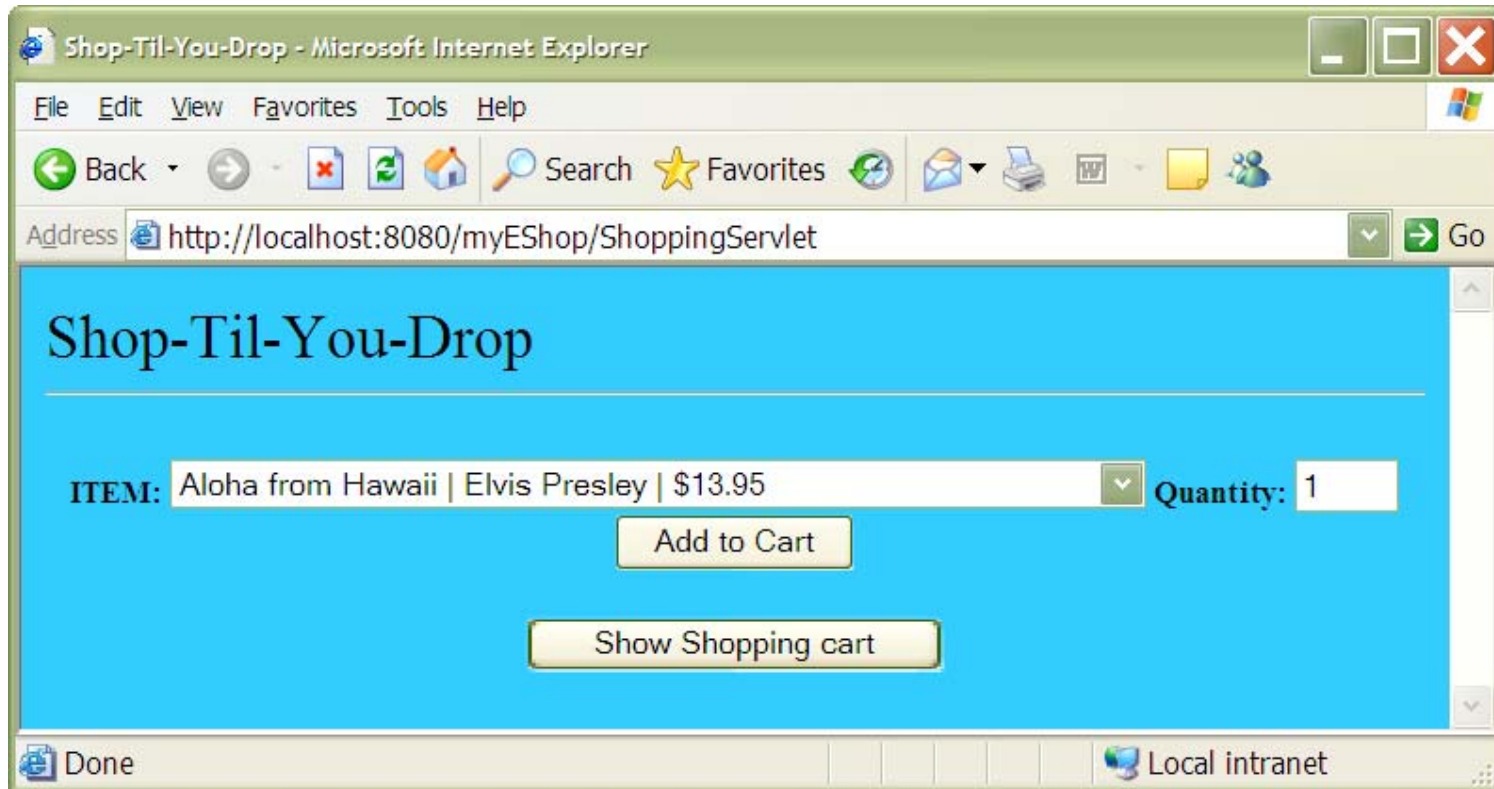 Shop-Til-You-Drop - Microsoft Internet Explorer
File Edit View Favorites Tools Help
Back Search Favorites W
Address http://localhost:8080/myEShop/ShoppingServlet Go
Shop-Til-You-Drop
ITEM: Aloha from Hawaii | Elvis Presley | $13.95 Quantity: 1
Add to Cart
Show Shopping cart
Done Local intranet